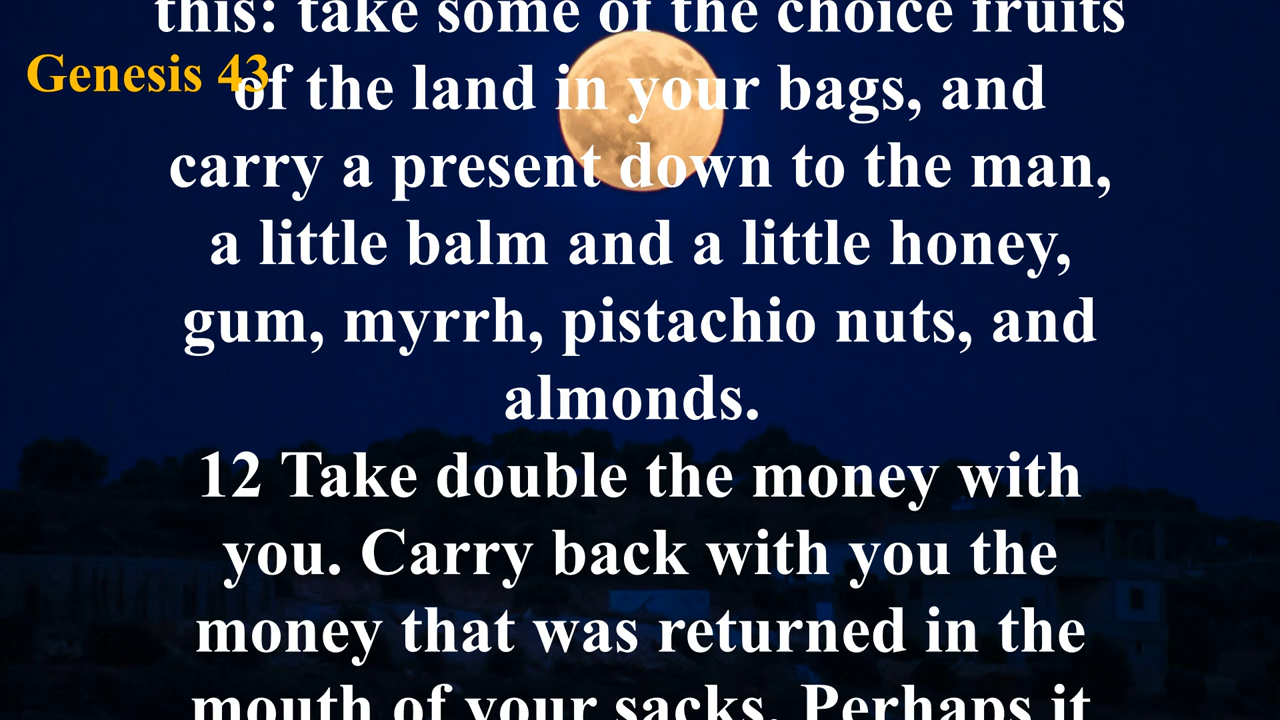 this: take some of the choice fruits
Genesis 43
of the land in your bags, and
carry a present down to the man,
a little balm and a little honey,
gum, myrrh, pistachio nuts, and
almonds.
12 Take double the money with
you. Carry back with you the
money that was returned in the
mouth of your sacks. Perhaps it